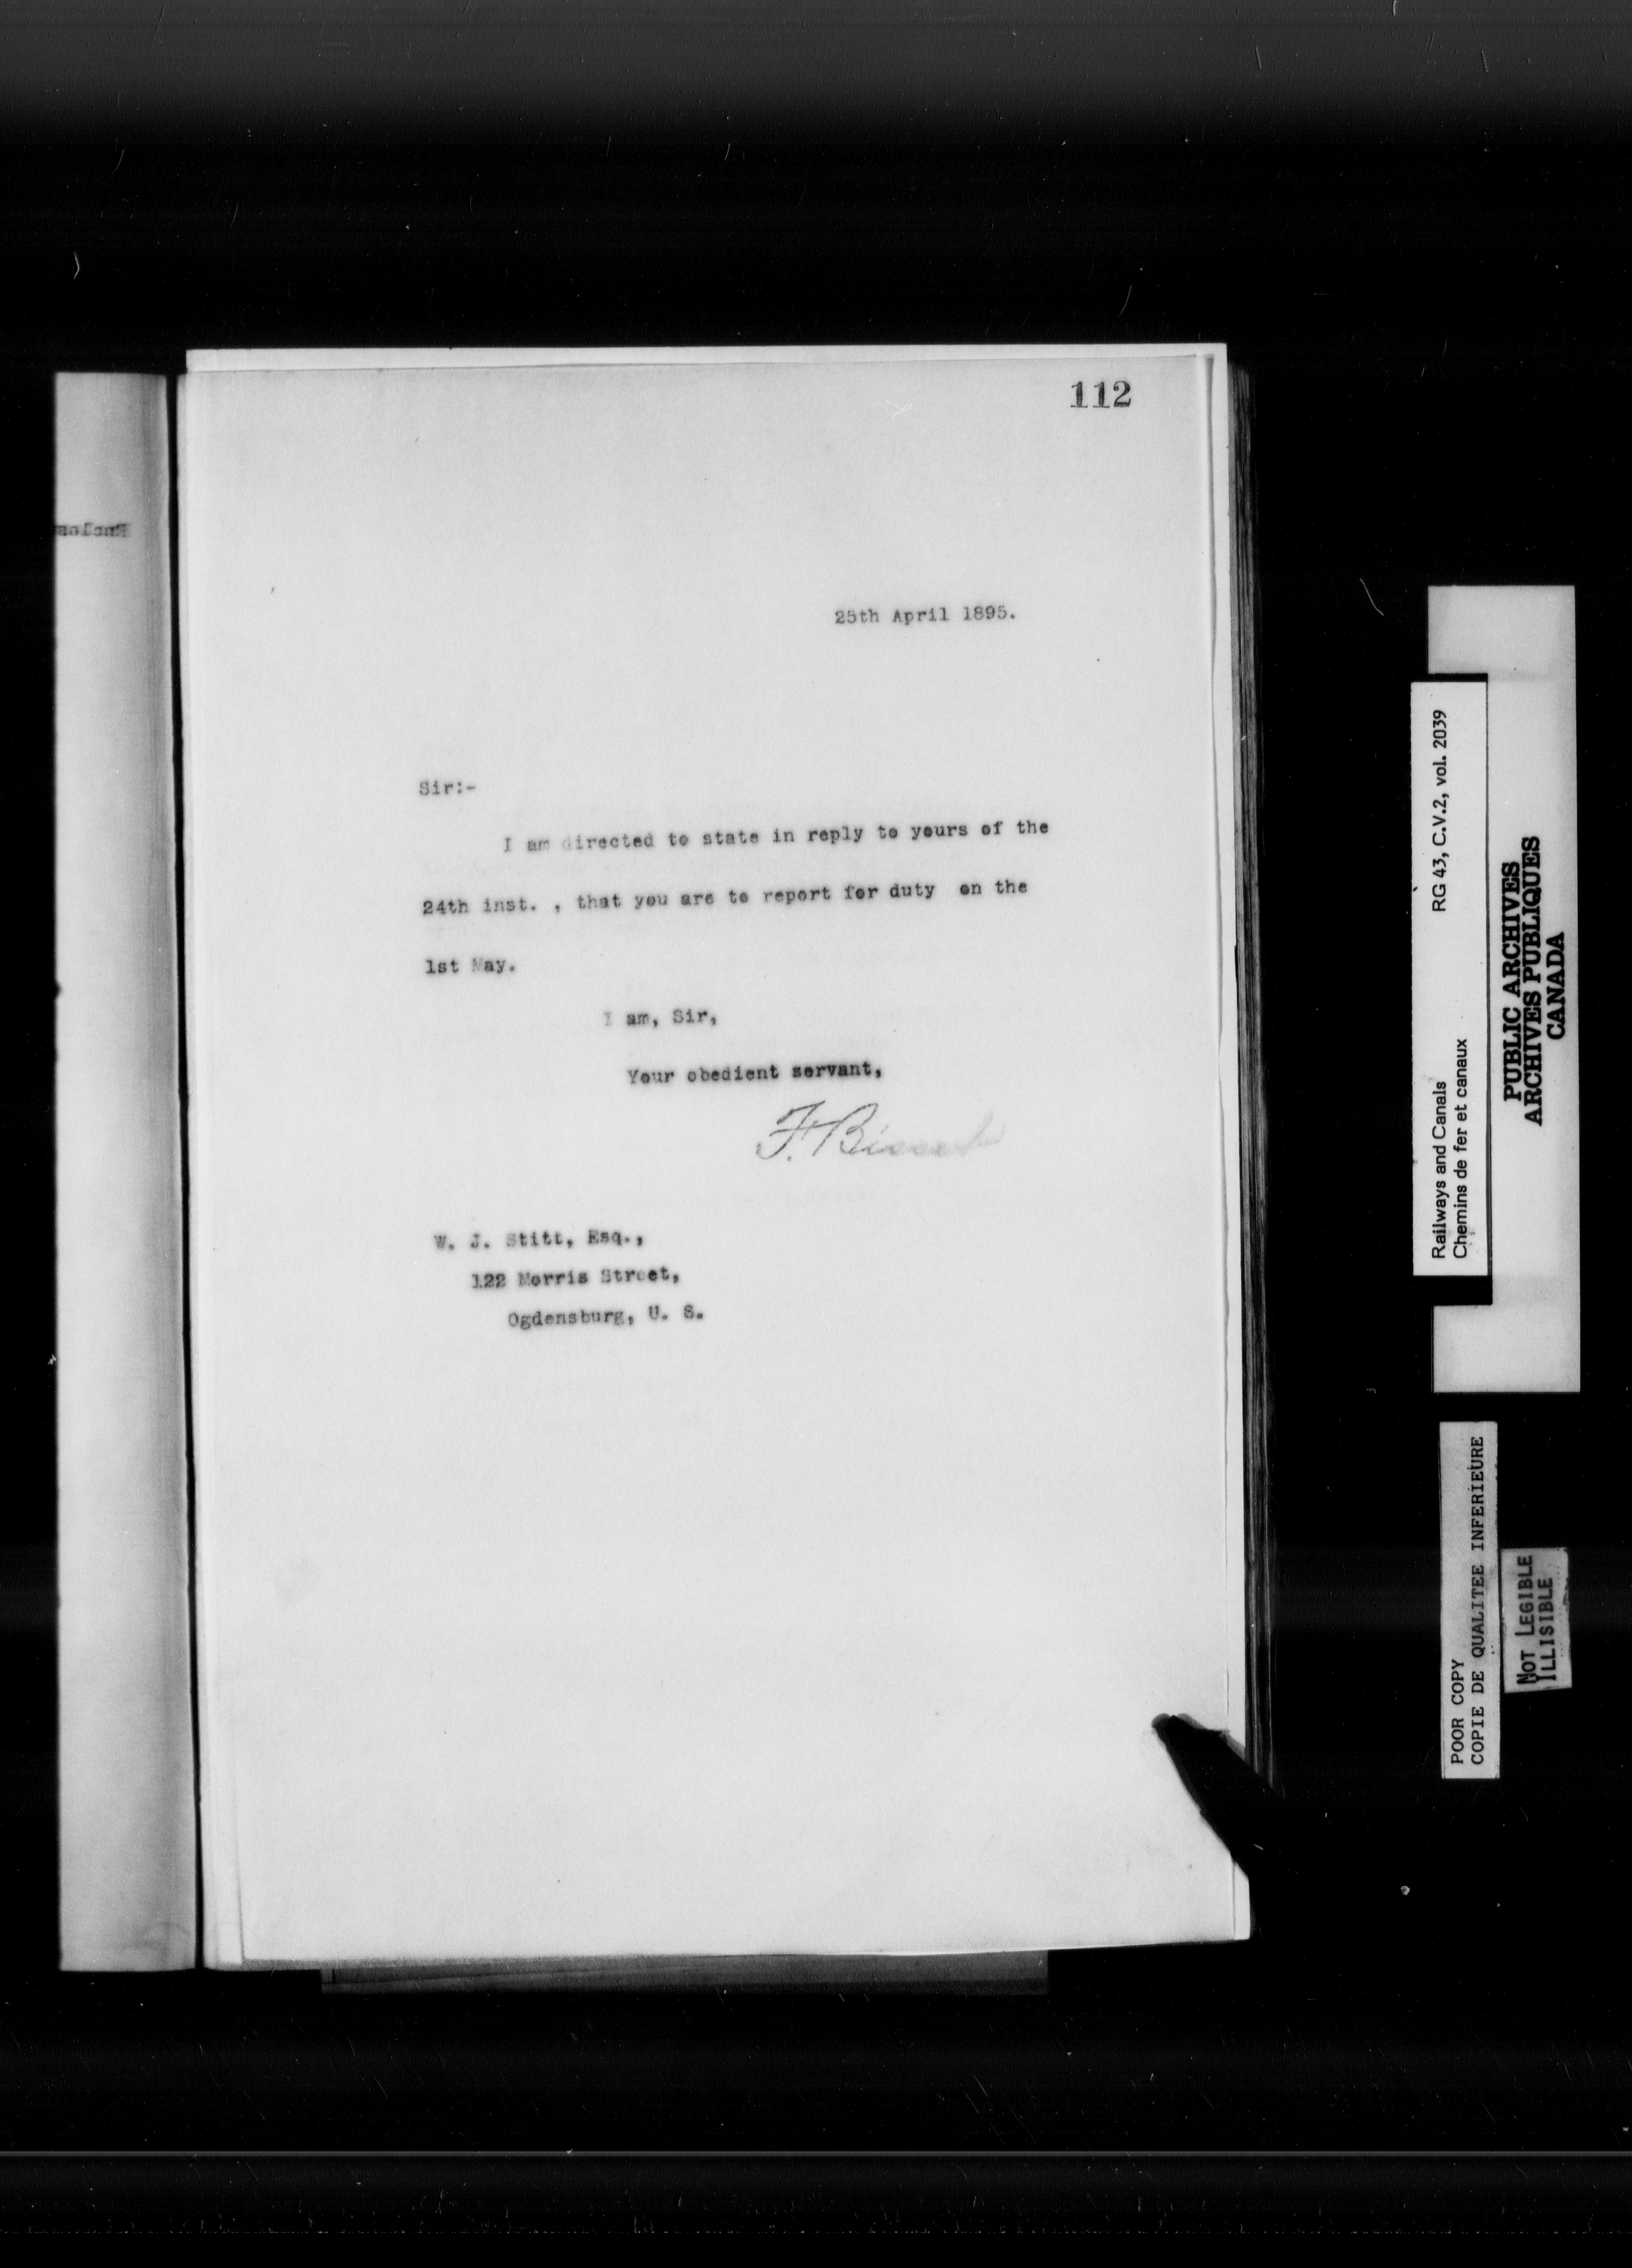 112
25th April 1895.
Sir:-
I am directed to state in reply to yours of the
24th inst. , that you are to report for duty on the
1st May.
I am, Sir,
Your obedient servant,
F.
W. J. Stitt, Esq.,
122 Morris Street,
Ogdensburg, U. S.
RG 43, C.V.2, vol. 2039
Railways and Canals
Chemins de fer et canaux
PUBLIC ARCHIVES
ARCHIVES PUBLIQUES
CANADA
POOR COPY
COPIE DE QUALITEE INFERIEURE
NOT LEGIBLE
ILLISIBLE